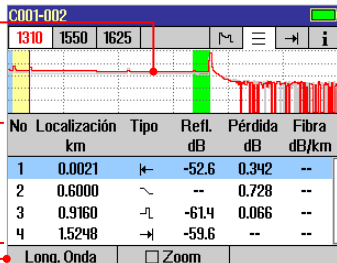 C001-002
1310 1550 1625 i
No Localización Tipo Refl. Pérdida Fibra
km dB dB dB/km
1 0.0021 -52.6 0.342 --
2 0.6000 -- 0.728 --
3 0.9160 -61.4 0.066 --
4 1.5248 -59.6 -- --
Long. Onda Zoom